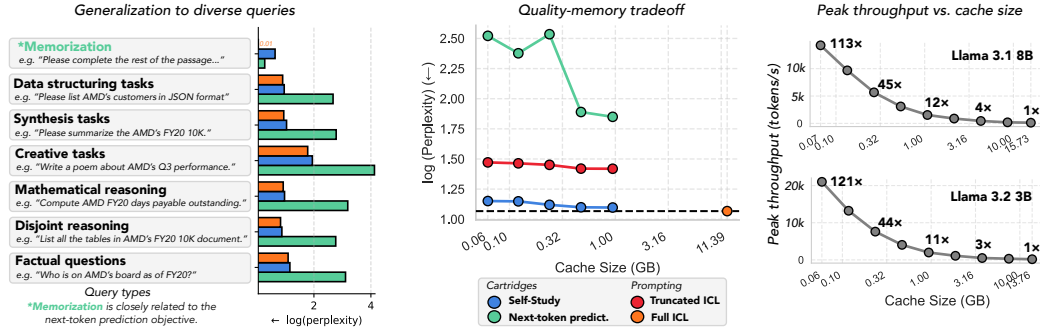 Generalization to diverse queries
*Memorization
e.g. “Please complete the rest of the passage...”
Data structuring tasks
e.g. “Please list AMD’s customers in JSON format”
Synthesis tasks
e.g. “Please summarize the AMD’s FY20 10K.”
Creative tasks
e.g. “Write a poem about AMD’s Q3 performance.”
Mathematical reasoning
e.g. “Compute AMD FY20 days payable outstanding.”
Disjoint reasoning
e.g. “List all the tables in AMD’s FY20 10K document.”
Factual questions
e.g. “Who is on AMD’s board as of FY20?”
Query types
*Memorization is closely related to the
next-token prediction objective.
0.01
2
4
← log(perplexity)
Quality-memory tradeoff
log (Perplexity) (←)
2.50
2.25
2.00
1.75
1.50
1.25
1.00
0.06
0.10
0.32
1.00
3.16
11.39
Cache Size (GB)
Cartridges
Self-Study
Next-token predict.
Prompting
Truncated ICL
Full ICL
Peak throughput vs. cache size
Peak throughput (tokens/s)
Llama 3.1 8B
10k
5k
0
113×
45×
12×
4×
1×
0.07
0.10
0.32
1.00
3.16
10.00
15.73
Llama 3.2 3B
20k
10k
0
121×
44×
11×
3×
1×
0.06
0.10
0.32
1.00
3.16
10.00
Cache Size (GB)